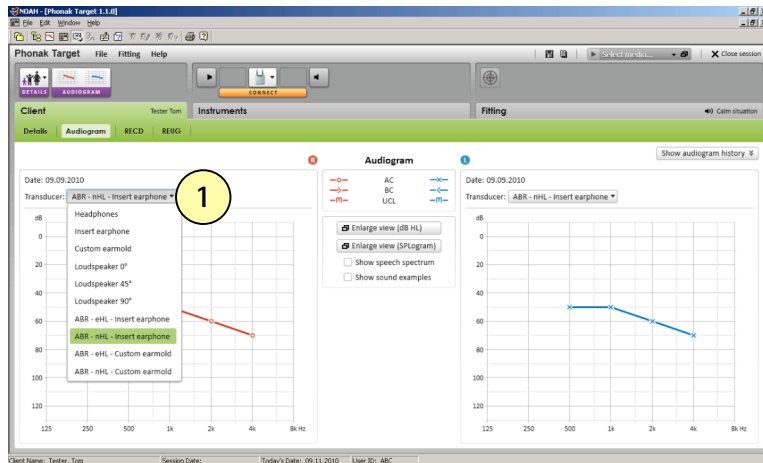 NOAH - [Phonak Target 1.1.0]
File Edit Window Help
Phonak Target File Fitting Help
Select media... Close session
DETAILS AUDIOGRAM CONNECT
Client Tester Tom Instruments Fitting Calm situation
Details Audiogram RECD REUG
Show audiogram history
R Audiogram L
Date: 09.09.2010
Transducer: ABR - nHL - Insert earphone
1
Headphones
Insert earphone
Custom earmold
Loudspeaker 0°
Loudspeaker 45°
Loudspeaker 90°
ABR - eHL - Insert earphone
ABR - nHL - Insert earphone
ABR - eHL - Custom earmold
ABR - nHL - Custom earmold
dB
0
20
40
60
80
100
120
125 250 500 1k 2k 4k 8k Hz
AC
BC
UCL
Enlarge view (dB HL)
Enlarge view (SPLogram)
Show speech spectrum
Show sound examples
Date: 09.09.2010
Transducer: ABR - nHL - Insert earphone
dB
0
20
40
60
80
100
120
125 250 500 1k 2k 4k 8k Hz
Client Name: Tester, Tom Session Date: Today's Date: 09.11.2010 User ID: ABC